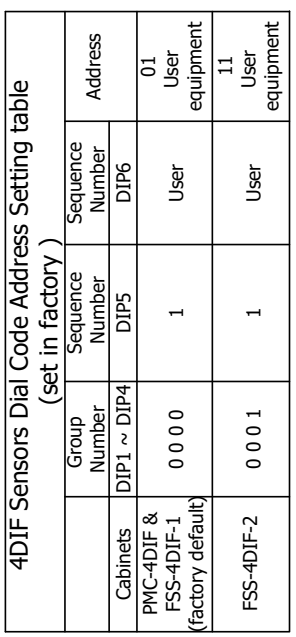 4DIF Sensors Dial Code Address Setting table
(set in factory )
Cabinets
Group
Number
DIP1 ~ DIP4
Sequence
Number
DIP5
Sequence
Number
DIP6
Address
PMC-4DIF &
FSS-4DIF-1
(factory default)
0 0 0 0
1
User
01
User
equipment
FSS-4DIF-2
0 0 0 1
1
User
11
User
equipment